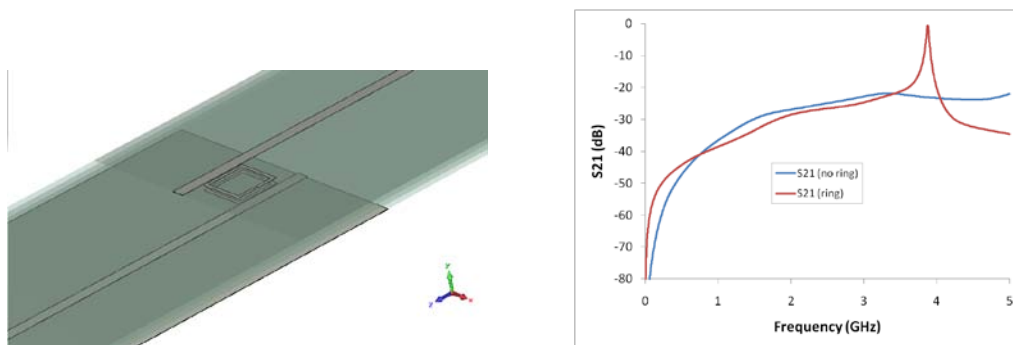 y
z
x
0
-10
-20
-30
-40
-50
-60
-70
-80
S21 (dB)
S21 (no ring)
S21 (ring)
0 1 2 3 4 5
Frequency (GHz)